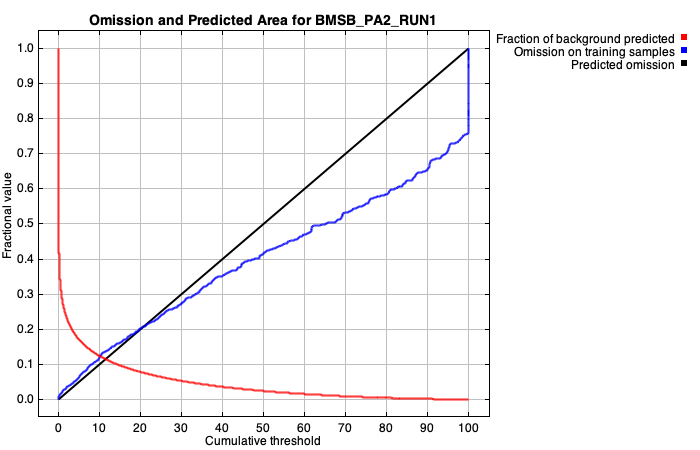 Omission and Predicted Area for BMSB_PA2_RUN1
Fraction of background predicted
Omission on training samples
Predicted omission
Fractional value
1.0
0.9
0.8
0.7
0.6
0.5
0.4
0.3
0.2
0.1
0.0
0 10 20 30 40 50 60 70 80 90 100
Cumulative threshold